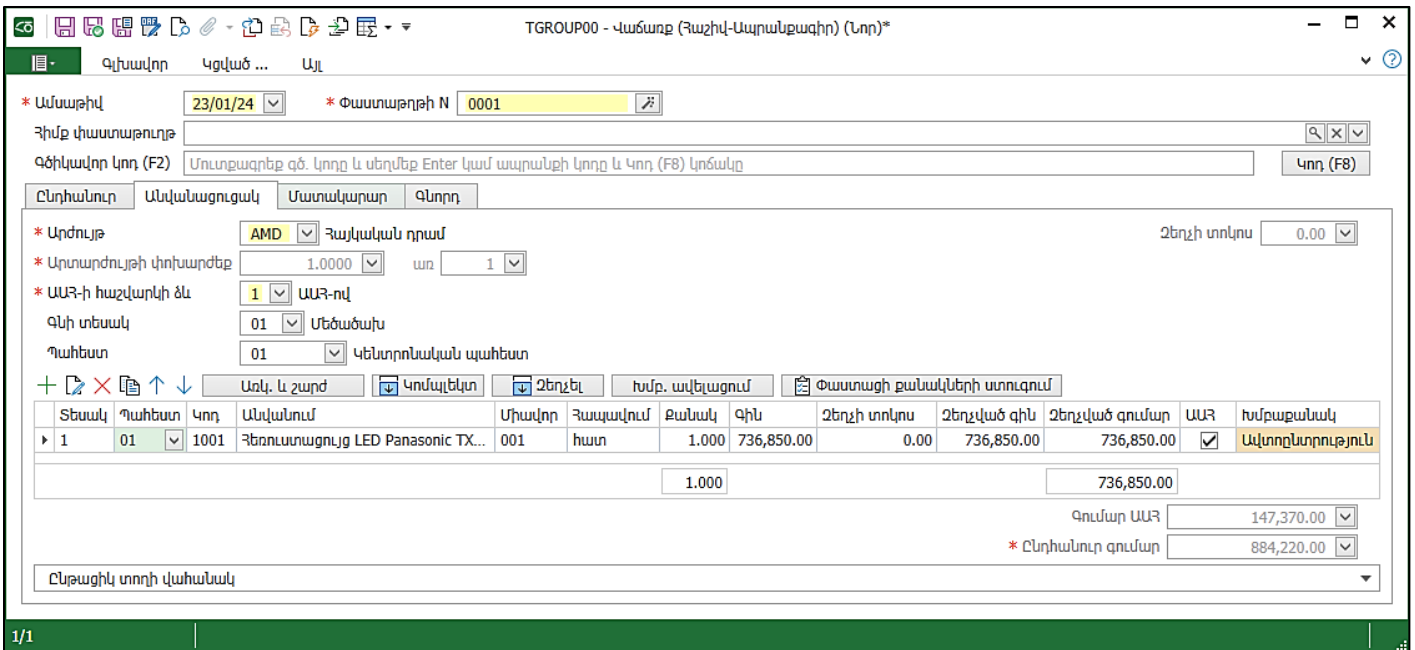 TGROUP00 - Վաճառք (Հաշիվ-Ապրանքագիր) (Նոր)*
Գլխավոր Կցված ... Այլ
* Ամսաթիվ 23/01/24 * Փաստաթղթի N 0001
Հիմք փաստաթուղթ
Գծիկավոր կոդ (F2) Մուտքագրեք գծ. կոդը և սեղմեք Enter կամ ապրանքի կոդը և Կոդ (F8) կոճակը Կոդ (F8)
Ընդհանուր Անվանացուցակ Մատակարար Գնորդ
* Արժույթ AMD Հայկական դրամ Զեղչի տոկոս 0.00
* Արտարժույթի փոխարժեք 1.0000 առ 1
* ԱԱՀ-ի հաշվարկի ձև 1 ԱԱՀ-ով
Գնի տեսակ 01 Մեծածախ
Պահեստ 01 Կենտրոնական պահեստ
Առկ. և շարժ Կոմպլեկտ Զեղչել Խմբ. ավելացում Փաստացի քանակների ստուգում
Տեսակ Պահեստ Կոդ Անվանում Միավոր Հապավում Քանակ Գին Զեղչի տոկոս Զեղչված գին Զեղչված գումար ԱԱՀ Խմբաքանակ
1 01 1001 Հեռուստացույց LED Panasonic TX... 001 հատ 1.000 736,850.00 0.00 736,850.00 736,850.00 Ավտոընտրություն
1.000 736,850.00
Գումար ԱԱՀ 147,370.00
* Ընդհանուր գումար 884,220.00
Ընթացիկ տողի վահանակ
1/1